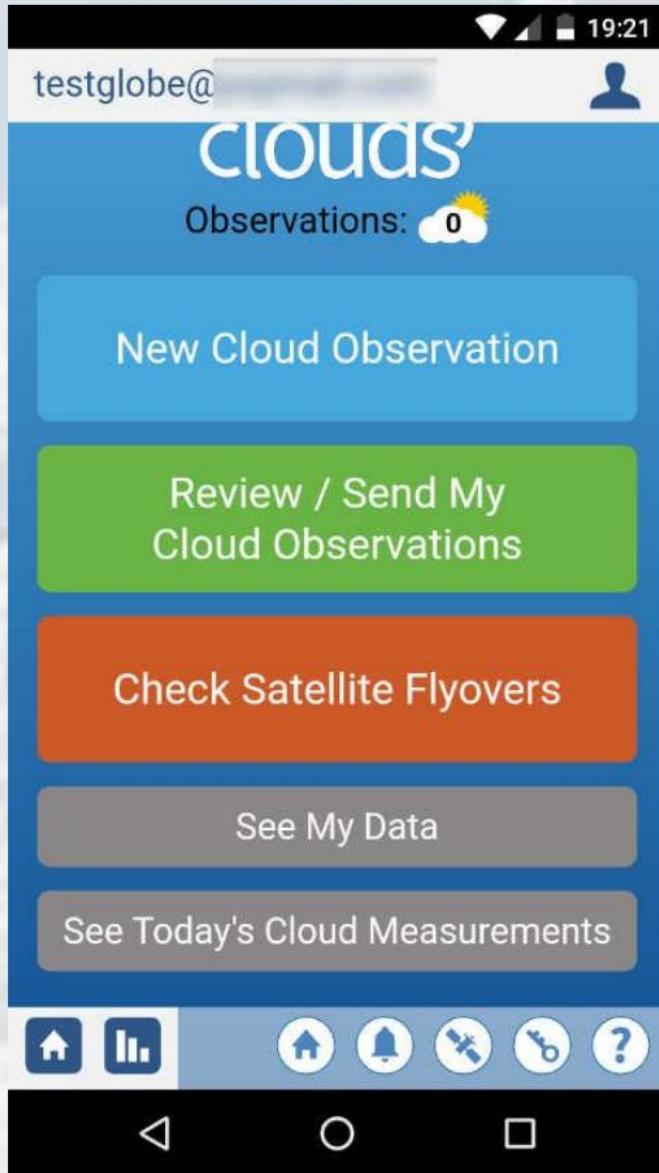 19:21
testglobe@
clouds
Observations: 0
New Cloud Observation
Review / Send My
Cloud Observations
Check Satellite Flyovers
See My Data
See Today's Cloud Measurements
?